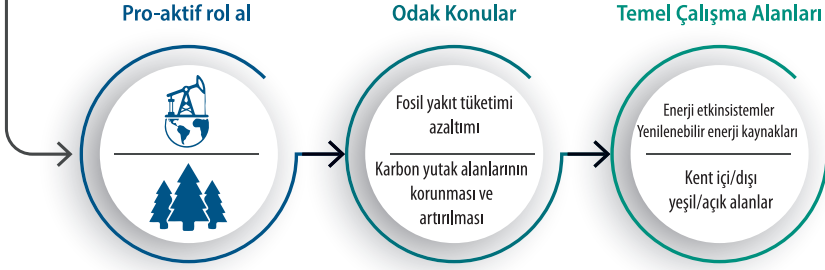 Pro-aktif rol al
Odak Konular
Temel Çalışma Alanları
Fosil yakıt tüketimi
azaltımı
Karbon yutak alanlarının
korunması ve
artırılması
Enerji etkinsistemler
Yenilenebilir enerji kaynakları
Kent içi/dışı
yeşil/açık alanlar